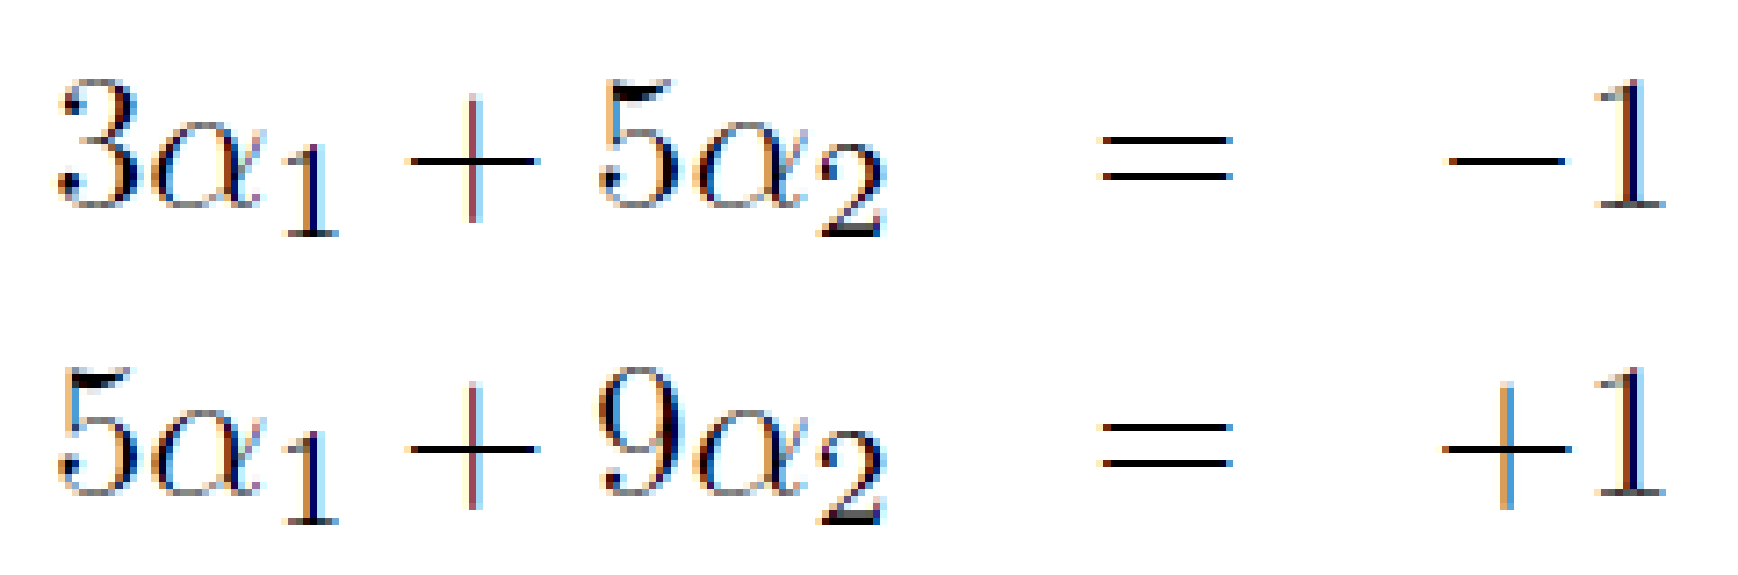 3α₁ + 5α₂ = −1
5α₁ + 9α₂ = +1